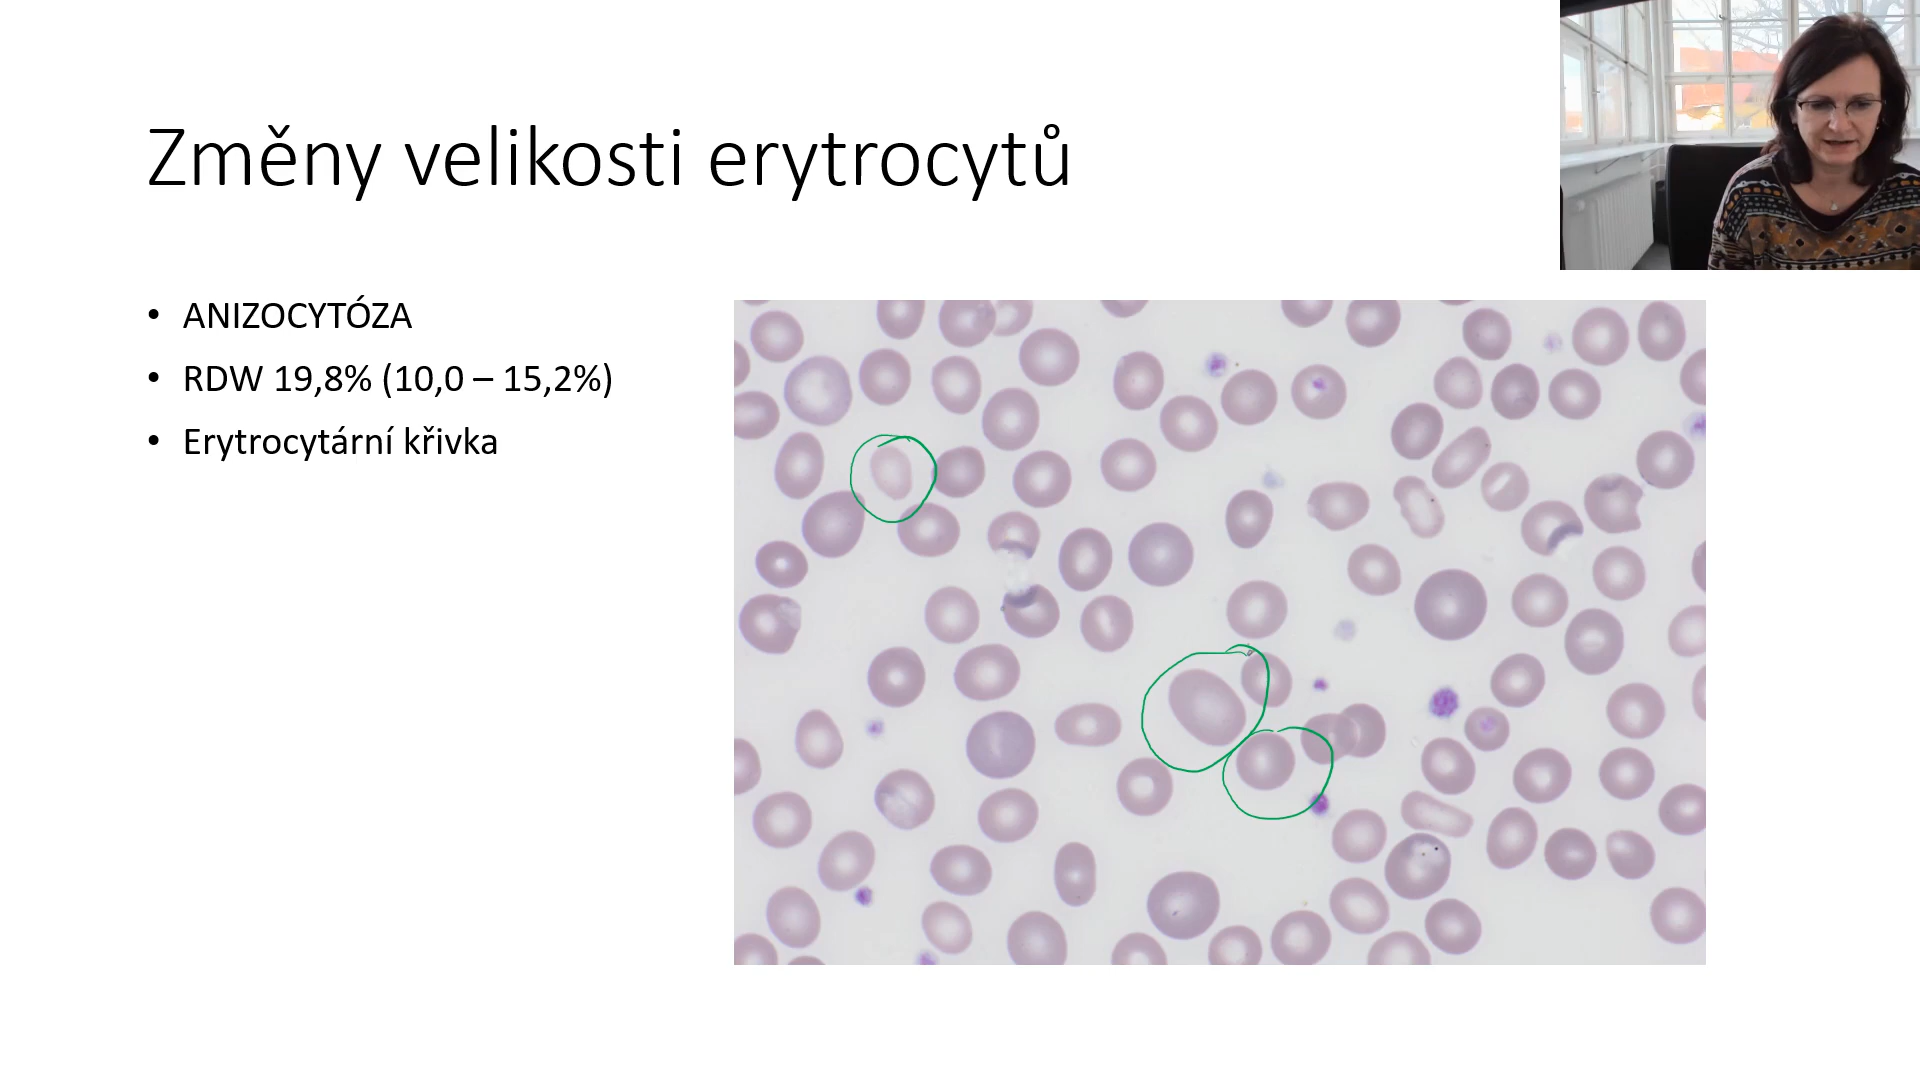 Změny velikosti erytrocytů
• ANIZOCYTÓZA
• RDW 19,8% (10,0 – 15,2%)
• Erytrocytární křivka